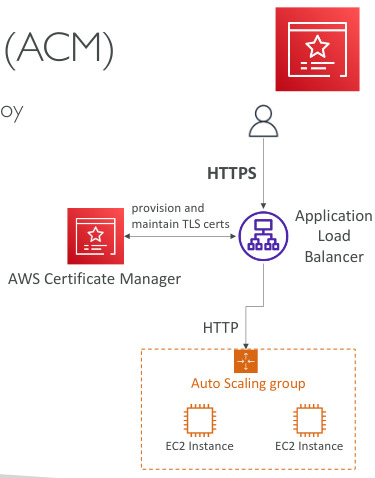 (ACM)
oy
HTTPS
provision and
maintain TLS certs
Application
Load
Balancer
AWS Certificate Manager
HTTP
Auto Scaling group
EC2 Instance
EC2 Instance